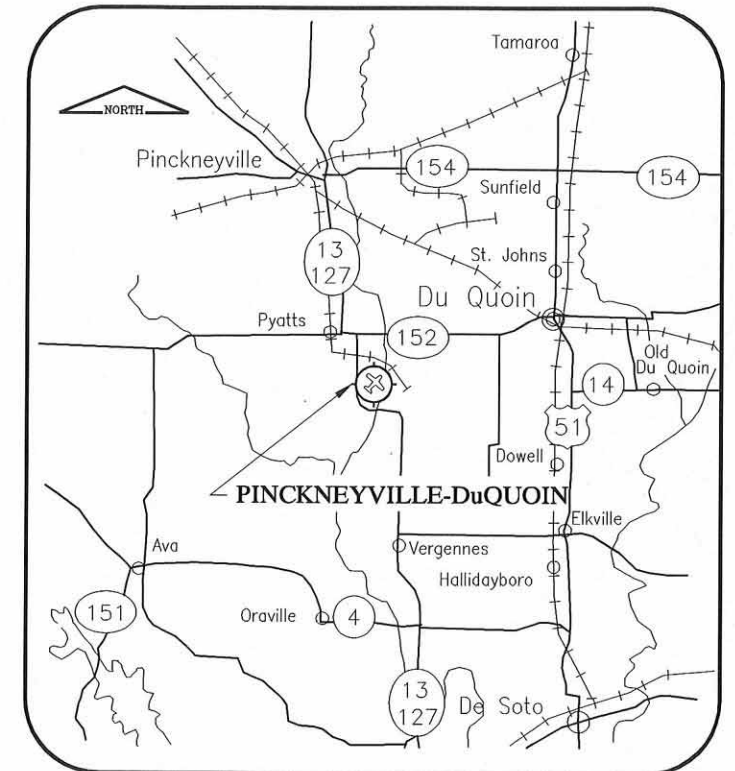 Tamaroa
NORTH
Pinckneyville
154
154
Sunfield
13
127
St. Johns
Du Quoin
Pyatts
152
Old
Du Quoin
14
51
Dowell
PINCKNEYVILLE-DuQUOIN
Elkville
Ava
Vergennes
Hallidayboro
151
Oraville
4
13
127
De Soto